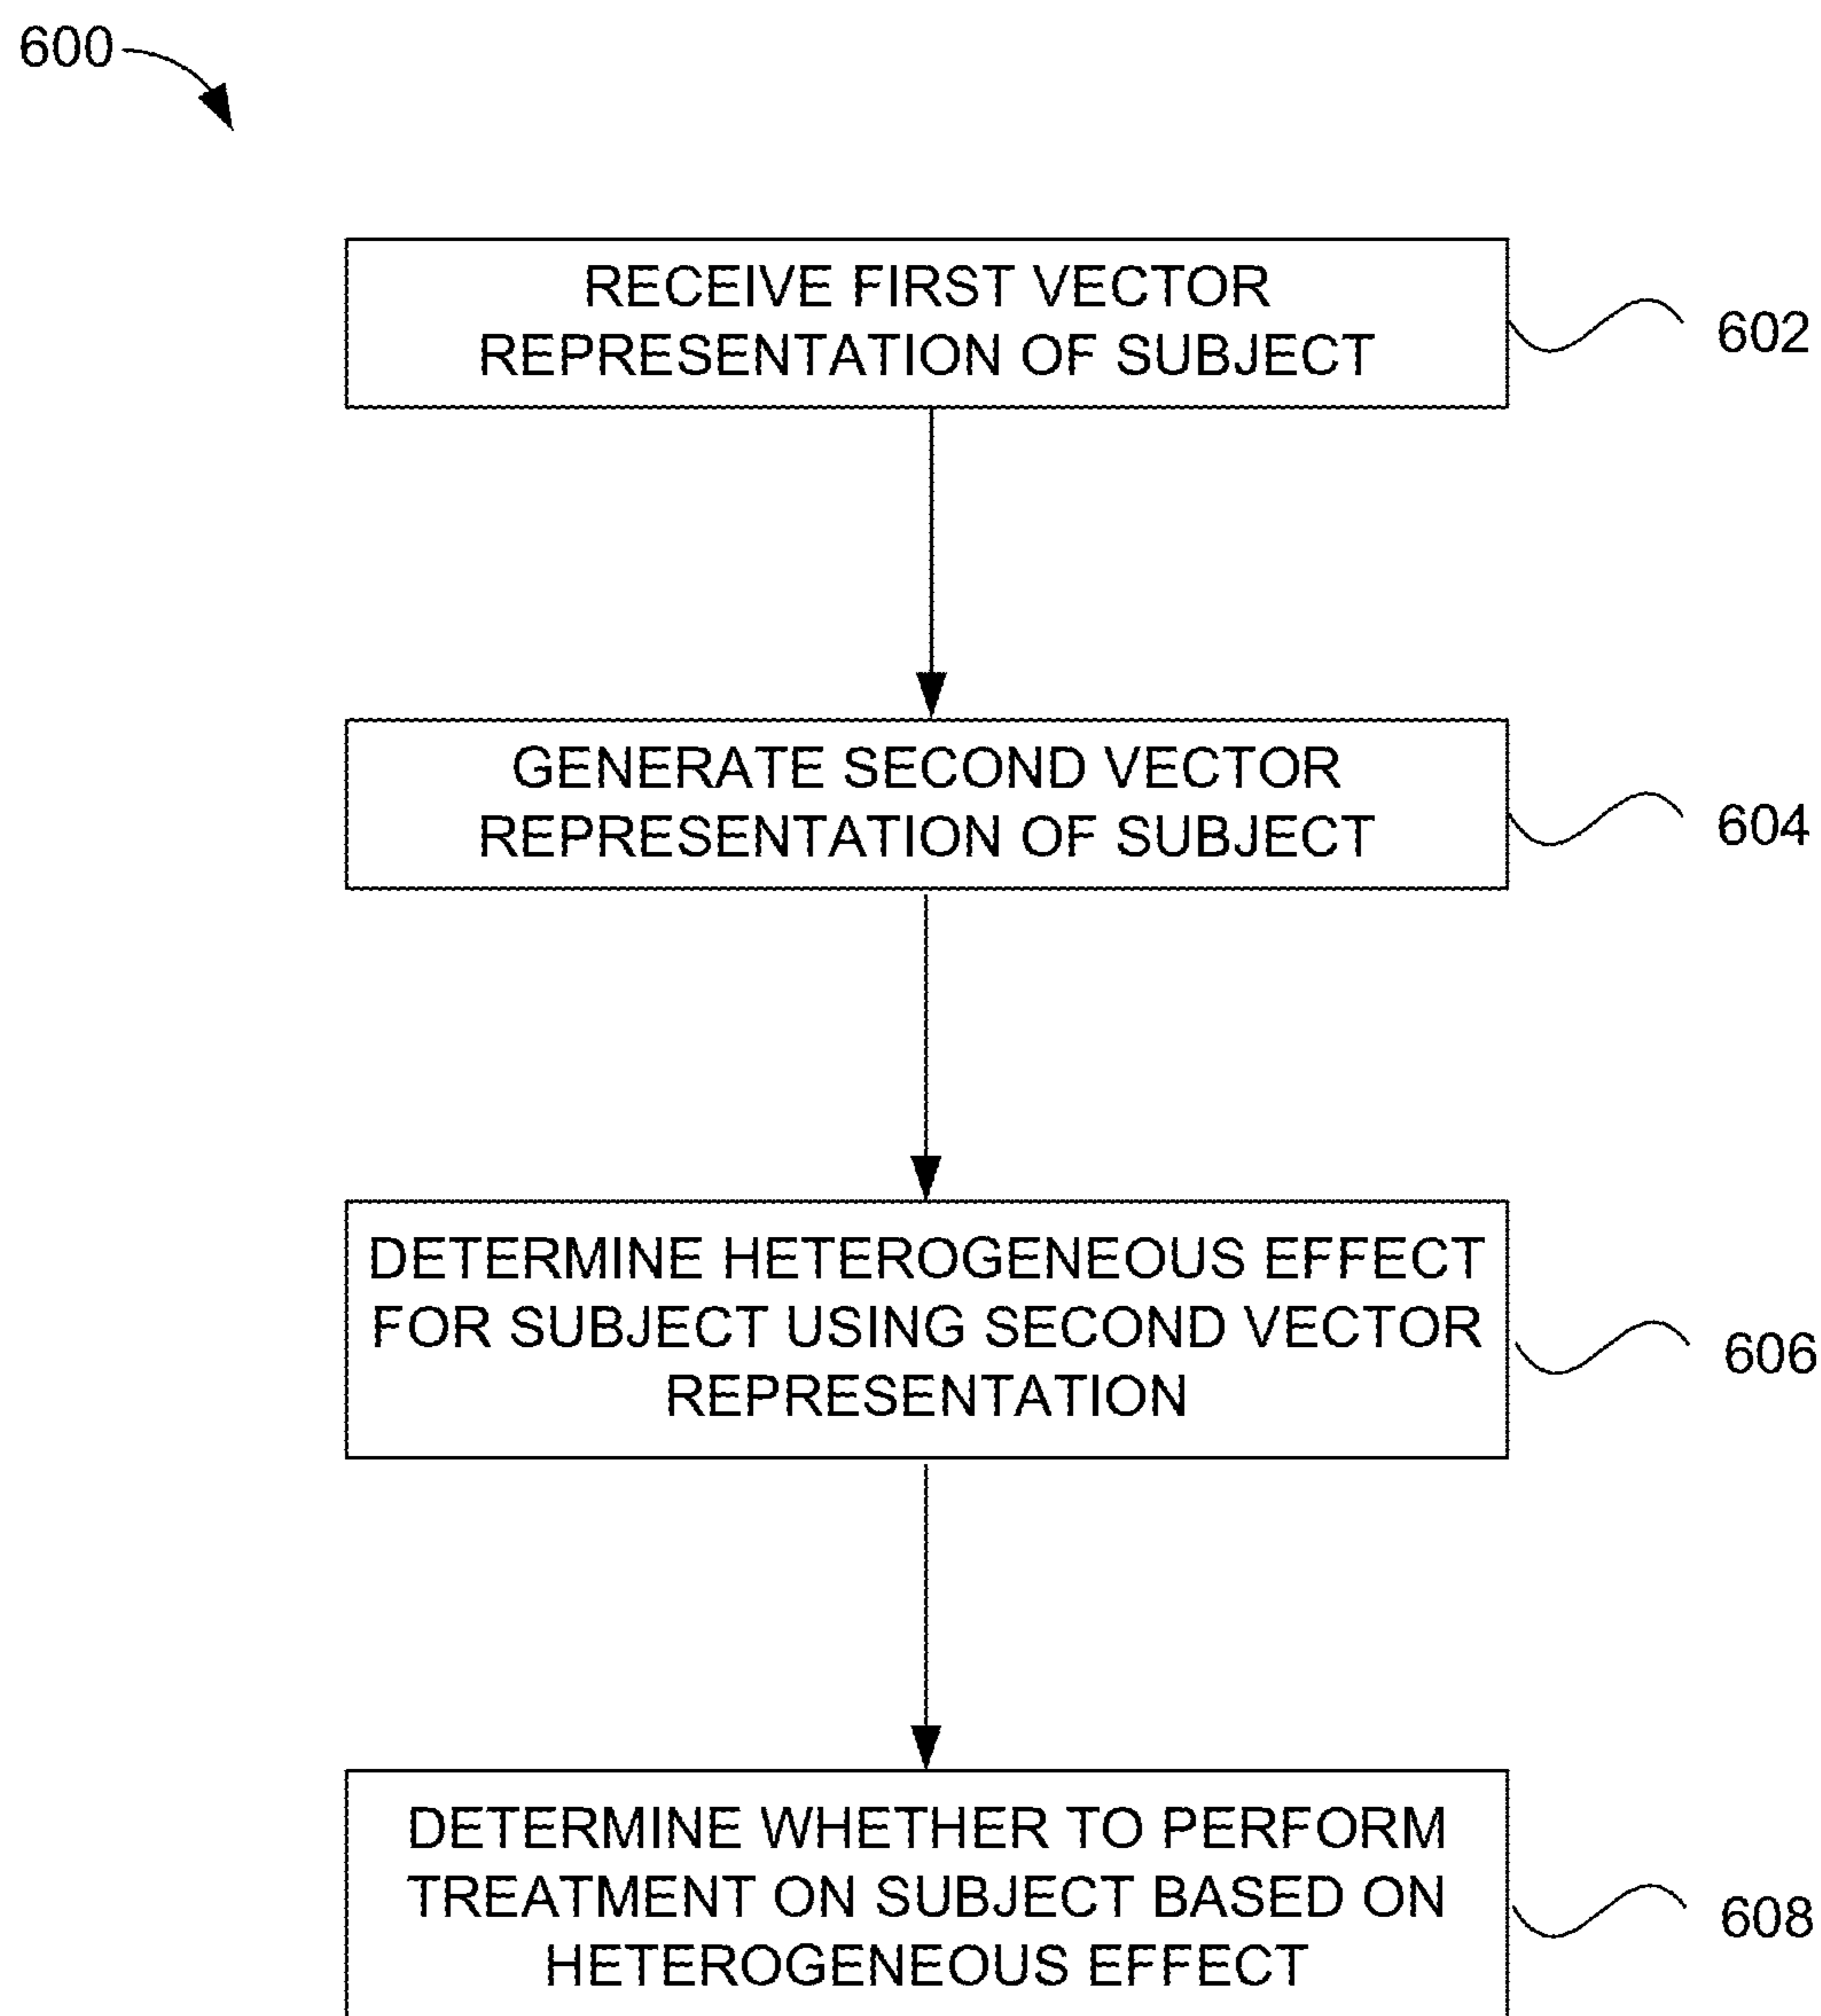 600
RECEIVE FIRST VECTOR
REPRESENTATION OF SUBJECT
602
GENERATE SECOND VECTOR
REPRESENTATION OF SUBJECT
604
DETERMINE HETEROGENEOUS EFFECT
FOR SUBJECT USING SECOND VECTOR
REPRESENTATION
606
DETERMINE WHETHER TO PERFORM
TREATMENT ON SUBJECT BASED ON
HETEROGENEOUS EFFECT
608